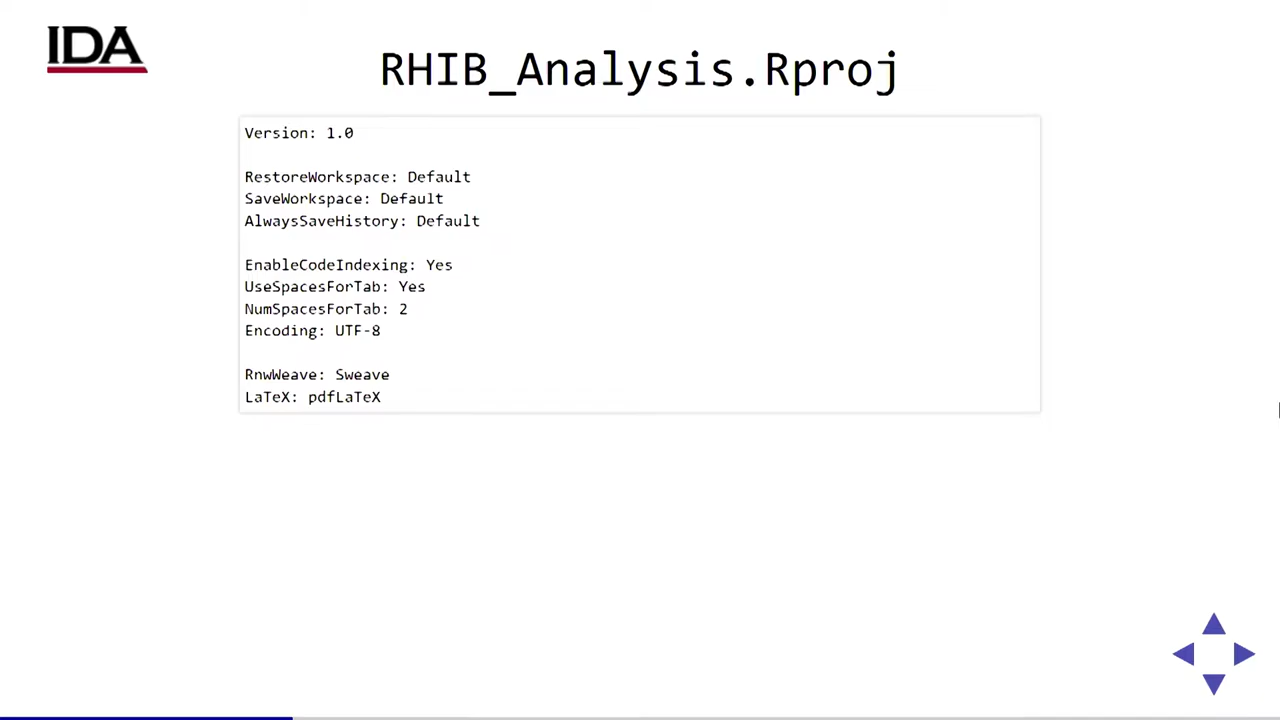 IDA
RHIB_Analysis.Rproj
Version: 1.0
RestoreWorkspace: Default
SaveWorkspace: Default
AlwaysSaveHistory: Default
EnableCodeIndexing: Yes
UseSpacesForTab: Yes
NumSpacesForTab: 2
Encoding: UTF-8
RnwWeave: Sweave
LaTeX: pdfLaTeX